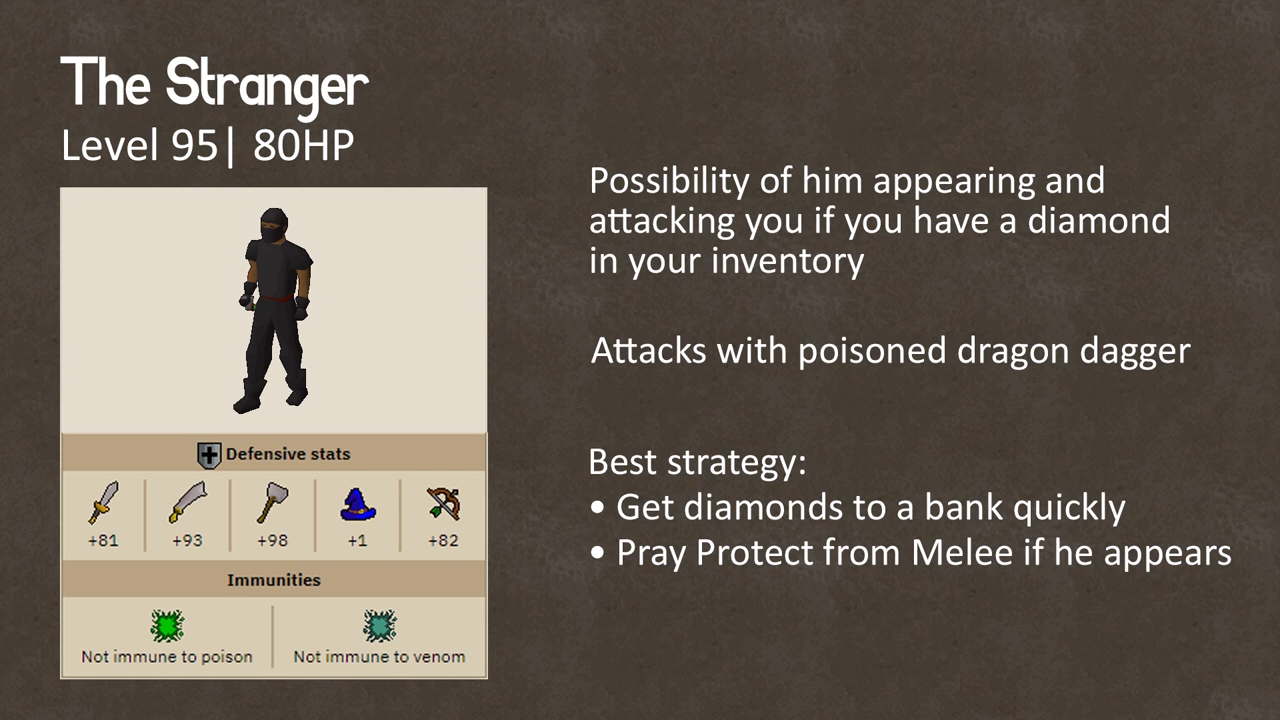 The Stranger
Level 95| 80HP
Possibility of him appearing and
attacking you if you have a diamond
in your inventory
Attacks with poisoned dragon dagger
Best strategy:
• Get diamonds to a bank quickly
• Pray Protect from Melee if he appears
Defensive stats
+81 +93 +98 +1 +82
Immunities
Not immune to poison Not immune to venom